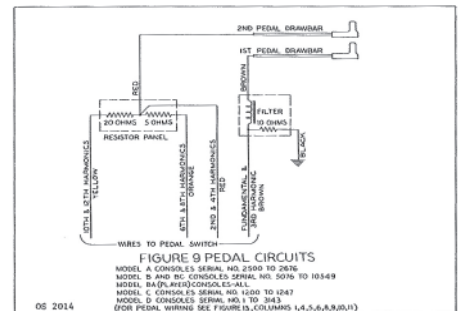 2ND PEDAL DRAWBAR
1ST PEDAL DRAWBAR
RED
BROWN
FILTER
20 OHMS
5 OHMS
10 OHMS
RESISTOR PANEL
BLACK
10TH & 12TH HARMONICS
YELLOW
6TH & 8TH HARMONICS
ORANGE
2ND & 4TH HARMONICS
RED
FUNDAMENTAL &
3RD HARMONIC
BROWN
WIRES TO PEDAL SWITCH
FIGURE 9 PEDAL CIRCUITS
MODEL A CONSOLES SERIAL NO. 2500 TO 2676
MODEL B AND BC CONSOLES SERIAL NO. 5076 TO 10549
MODEL BA (PLAYER) CONSOLES-ALL
MODEL C CONSOLES SERIAL NO. 1200 TO 1247
MODEL D CONSOLES SERIAL NO. 1 TO 3143
(FOR PEDAL WIRING SEE FIGURE 15, COLUMNS 1,4,5,6,8,9,10,11)
OS 2014